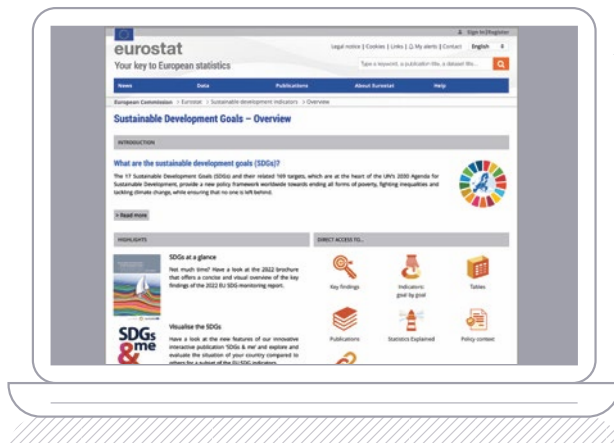 Sign In|Register
eurostat
Your key to European statistics
Legal notice | Cookies | Links | My alerts | Contact English
Type a keyword, a publication title, a dataset title...
News Data Publications About Eurostat Help
European Commission > Eurostat > Sustainable development indicators > Overview
Sustainable Development Goals – Overview
INTRODUCTION
What are the sustainable development goals (SDGs)?
The 17 Sustainable Development Goals (SDGs) and their related 169 targets, which are at the heart of the UN's 2030 Agenda for
Sustainable Development, provide a new policy framework worldwide towards ending all forms of poverty, fighting inequalities and
tackling climate change, while ensuring that no one is left behind.
» Read more
HIGHLIGHTS
SDGs at a glance
Not much time? Have a look at the 2022 brochure
that offers a concise and visual overview of the key
findings of the 2022 EU SDG monitoring report.
SDGs
&me
Visualise the SDGs
Have a look at the new features of our innovative
interactive publication 'SDGs & me' and explore and
evaluate the situation of your country compared to
others for a subset of the EU SDG indicators
DIRECT ACCESS TO...
Key findings
Indicators:
goal by goal
Tables
Publications
Statistics Explained
Policy context